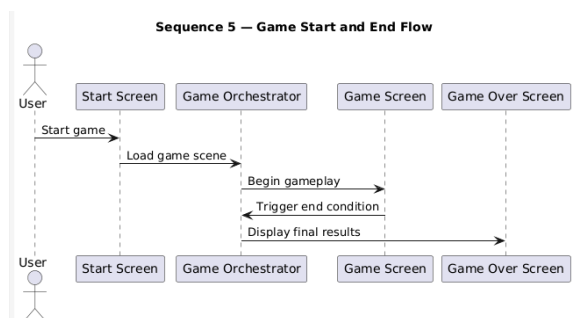 Sequence 5 — Game Start and End Flow
User
Start Screen
Game Orchestrator
Game Screen
Game Over Screen
Start game
Load game scene
Begin gameplay
Trigger end condition
Display final results
User
Start Screen
Game Orchestrator
Game Screen
Game Over Screen